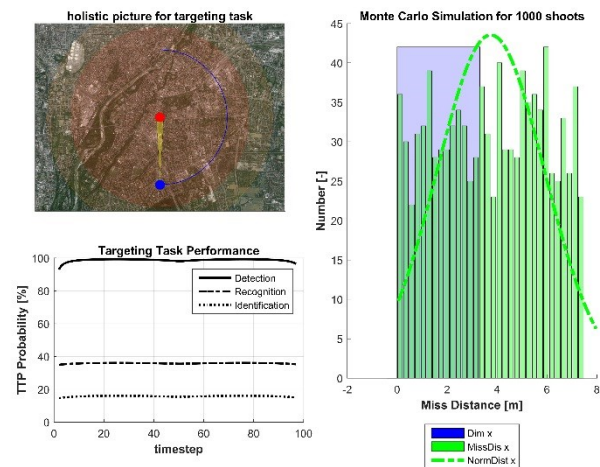 holistic picture for targeting task
Targeting Task Performance
TTP Probability [%]
100
80
60
40
20
0
Detection
Recognition
Identification
0 20 40 60 80 100
timestep
Monte Carlo Simulation for 1000 shoots
Number [-]
45
40
35
30
25
20
15
10
5
0
-2 0 2 4 6 8
Miss Distance [m]
Dim x
MissDis x
NormDist x